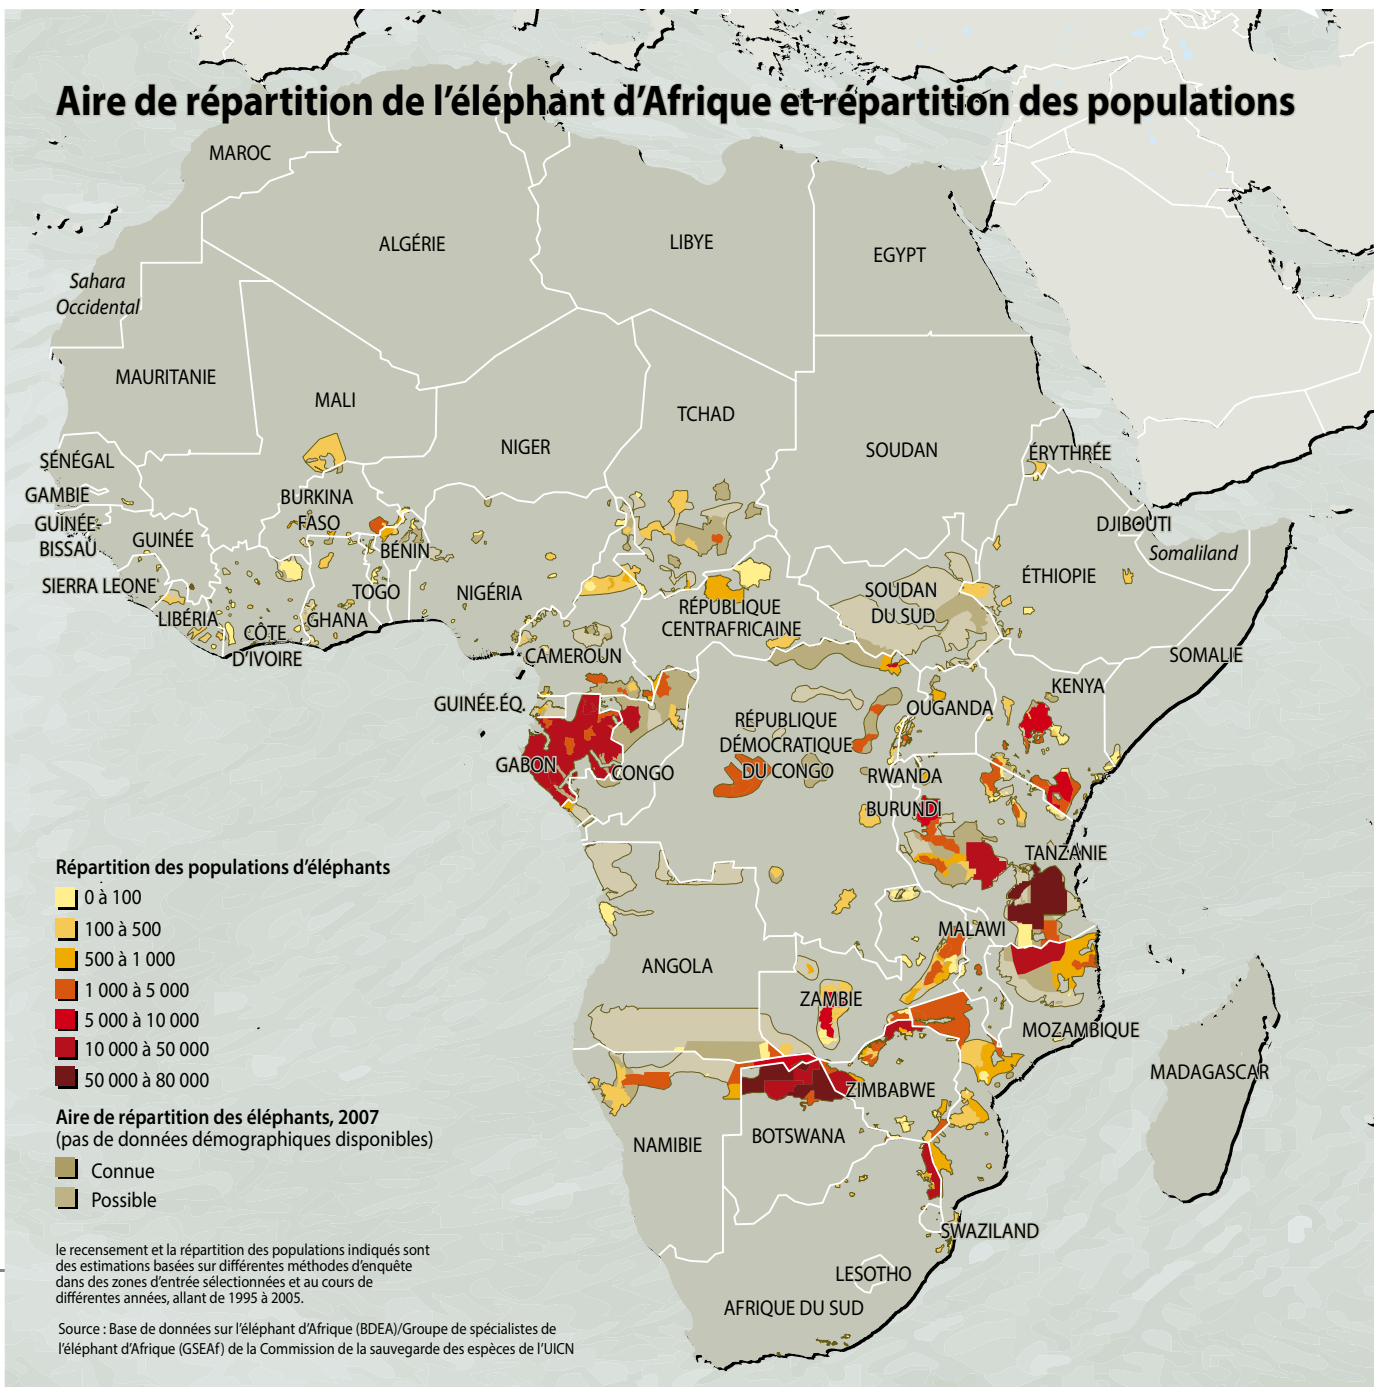 Aire de répartition de l’éléphant d’Afrique et répartition des populations
MAROC
ALGÉRIE
LIBYE
EGYPT
Sahara
Occidental
MAURITANIE
MALI
NIGER
TCHAD
SOUDAN
ÉRYTHRÉE
SÉNÉGAL
GAMBIE
GUINÉE-
BISSAU
GUINÉE
SIERRA LEONE
LIBÉRIA
CÔTE
D’IVOIRE
BURKINA
FASO
GHANA
TOGO
BÉNIN
NIGÉRIA
CAMEROUN
RÉPUBLIQUE
CENTRAFRICAINE
SOUDAN
DU SUD
ÉTHIOPIE
DJIBOUTI
Somaliland
SOMALIE
GUINÉE ÉQ.
GABON
CONGO
RÉPUBLIQUE
DÉMOCRATIQUE
DU CONGO
OUGANDA
KENYA
RWANDA
BURUNDI
TANZANIE
ANGOLA
ZAMBIE
MALAWI
MOZAMBIQUE
MADAGASCAR
ZIMBABWE
NAMIBIE
BOTSWANA
SWAZILAND
LESOTHO
AFRIQUE DU SUD
Répartition des populations d’éléphants
0 à 100
100 à 500
500 à 1 000
1 000 à 5 000
5 000 à 10 000
10 000 à 50 000
50 000 à 80 000
Aire de répartition des éléphants, 2007
(pas de données démographiques disponibles)
Connue
Possible
le recensement et la répartition des populations indiqués sont
des estimations basées sur différentes méthodes d’enquête
dans des zones d’entrée sélectionnées et au cours de
différentes années, allant de 1995 à 2005.
Source : Base de données sur l’éléphant d’Afrique (BDEA)/Groupe de spécialistes de
l’éléphant d’Afrique (GSEAf) de la Commission de la sauvegarde des espèces de l’UICN